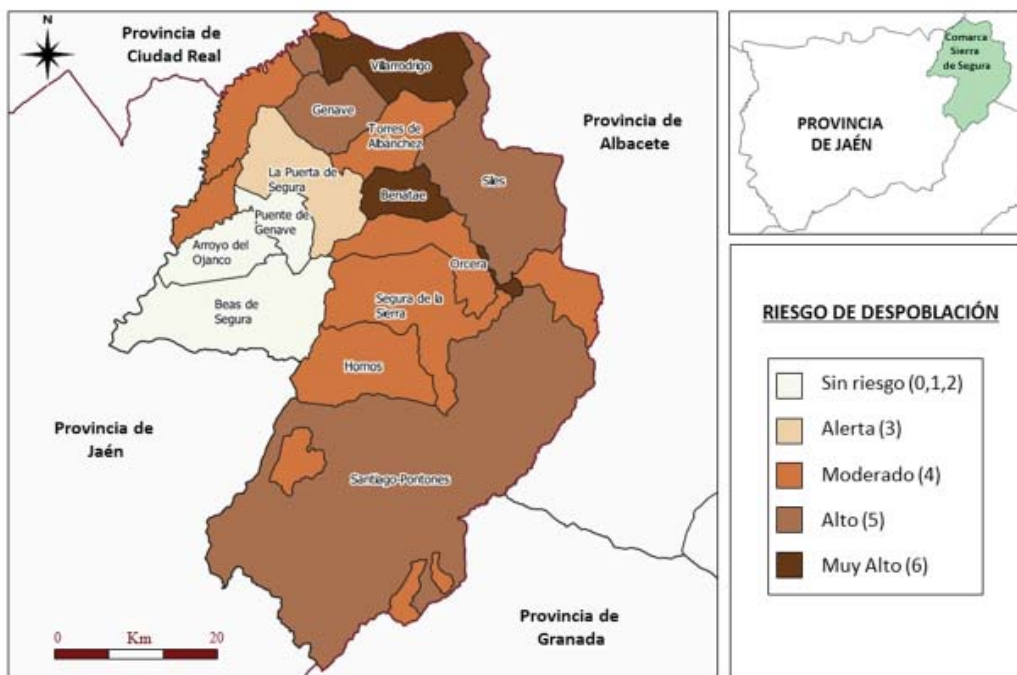 N
Provincia de
Ciudad Real
Villarrodrigo
Genave
Torres de
Albanchez
Provincia de
Albacete
Siles
La Puerta de
Segura
Benatae
Puente de
Genave
Arroyo del
Ojanco
Orcera
Beas de
Segura
Segura de la
Sierra
Hornos
Provincia de
Jaén
Santiago-Pontones
Provincia de
Granada
0 Km 20
Comarca
Sierra
de Segura
PROVINCIA
DE JAÉN
RIESGO DE DESPOBLACIÓN
Sin riesgo (0,1,2)
Alerta (3)
Moderado (4)
Alto (5)
Muy Alto (6)